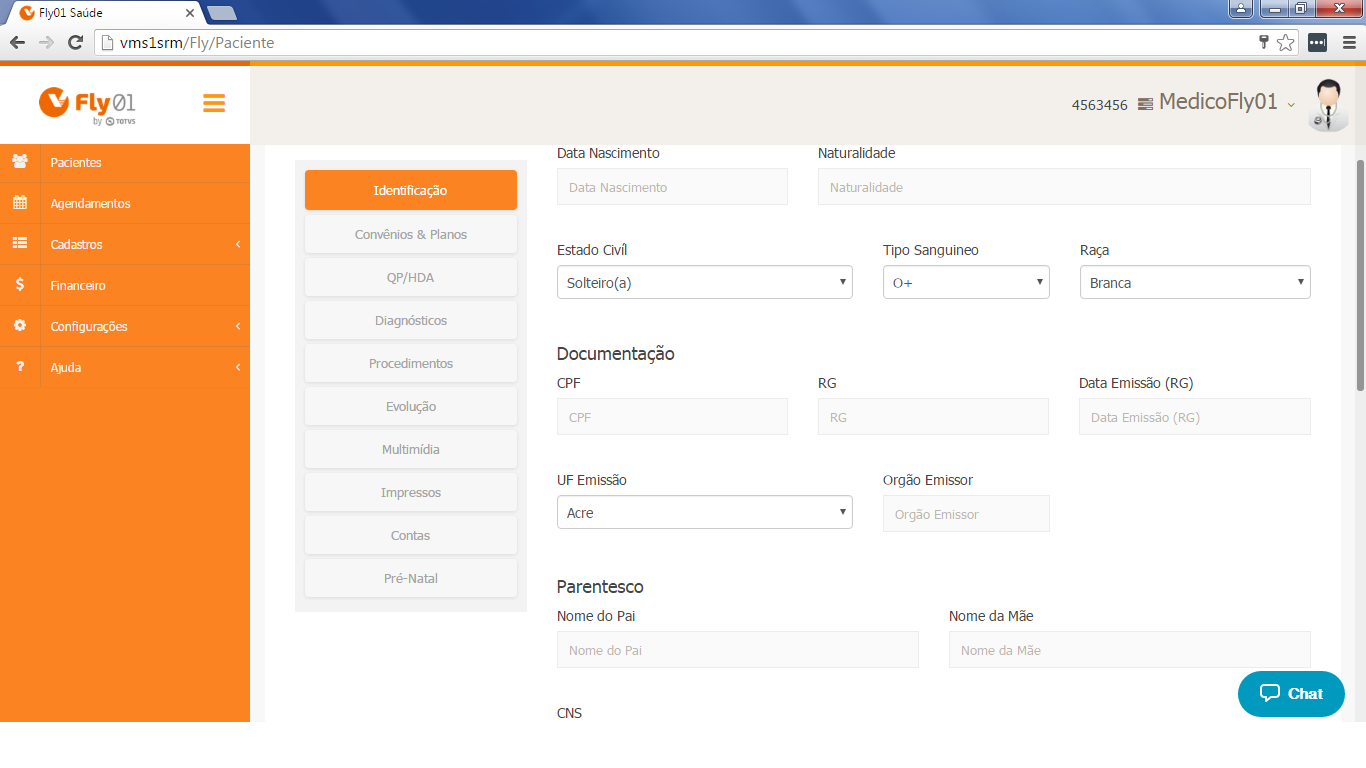 Fly01 Saúde
vms1srm/Fly/Paciente
Fly01
by TOTVS
4563456 MedicoFly01
Pacientes
Agendamentos
Cadastros
Financeiro
Configurações
Ajuda
Identificação
Convênios & Planos
QP/HDA
Diagnósticos
Procedimentos
Evolução
Multimídia
Impressos
Contas
Pré-Natal
Data Nascimento Naturalidade
Data Nascimento Naturalidade
Estado Civíl Tipo Sanguineo Raça
Solteiro(a) O+ Branca
Documentação
CPF RG Data Emissão (RG)
CPF RG Data Emissão (RG)
UF Emissão Orgão Emissor
Acre Orgão Emissor
Parentesco
Nome do Pai Nome da Mãe
Nome do Pai Nome da Mãe
CNS
Chat